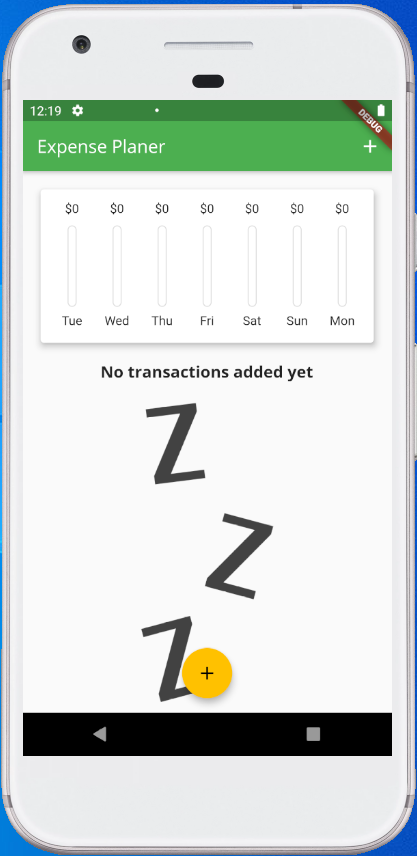 12:19
DEBUG
Expense Planer +
$0 $0 $0 $0 $0 $0 $0
Tue Wed Thu Fri Sat Sun Mon
No transactions added yet
Z
Z
Z
+